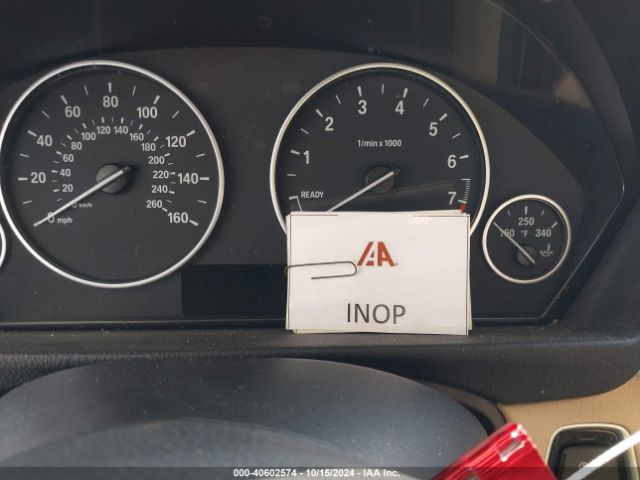 80
60 100
40 120
20 140
0 mph 160
100 120 140
80 160
60 180
40 200
20 220
0 km/h 240
260
3 4
2 5
1 6
1/min x 1000
READY 7
250
160 °F 340
IAA
INOP
000-40602574 - 10/15/2024 - IAA Inc.